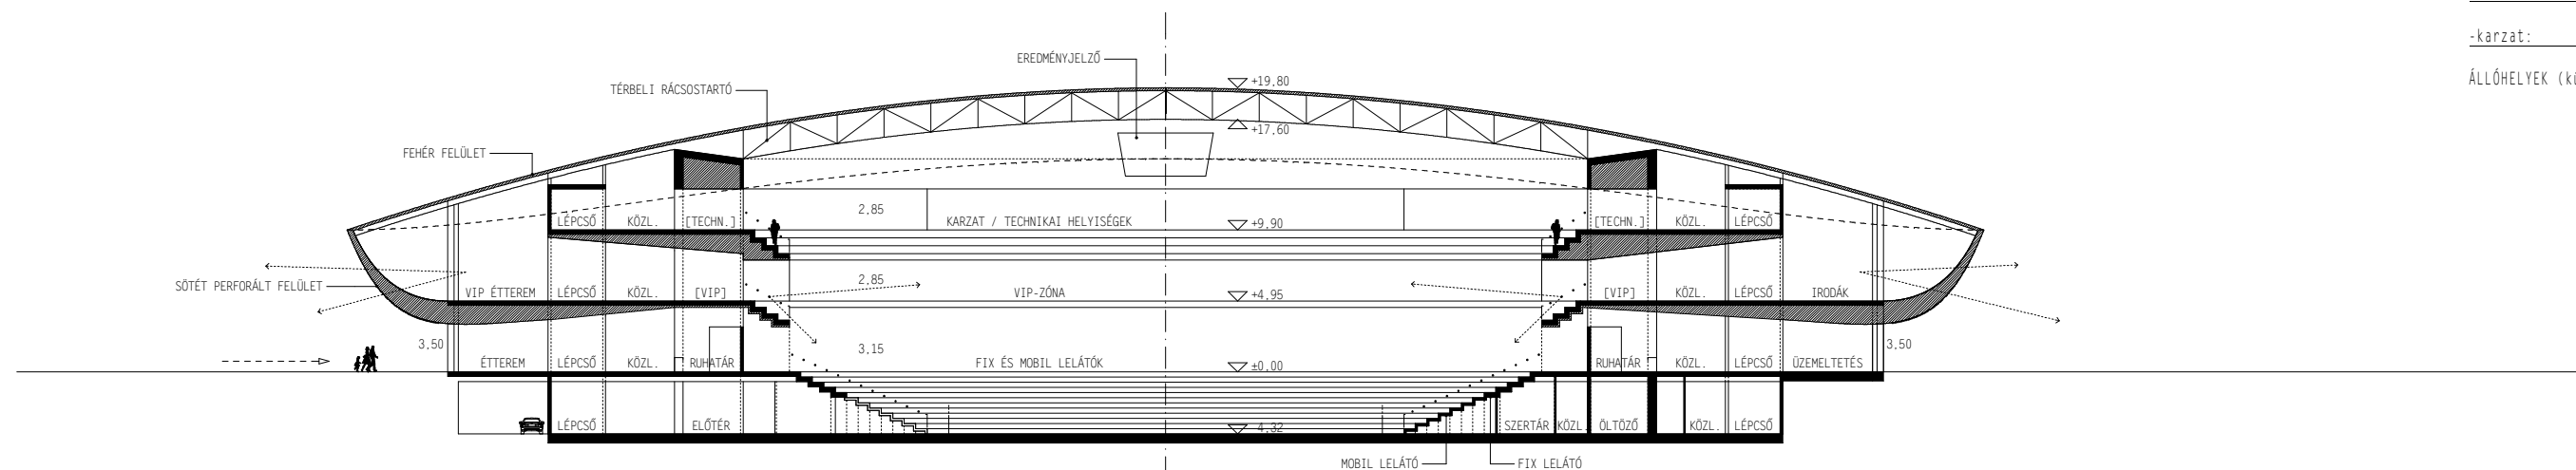 -karzat:
EREDMÉNYJELZŐ
+19,80
ÁLLÓHELYEK
TÉRBELI RÁCSOSTARTÓ
+17,60
FEHÉR FELÜLET
2,85
LÉPCSŐ KÖZL. [TECHN.] KARZAT / TECHNIKAI HELYISÉGEK +9,90 [TECHN.] KÖZL. LÉPCSŐ
SÖTÉT PERFORÁLT FELÜLET
2,85
VIP ÉTTEREM LÉPCSŐ KÖZL. [VIP] VIP-ZÓNA +4,95 [VIP] KÖZL. LÉPCSŐ IRODÁK
3,50 3,15 3,50
ÉTTEREM LÉPCSŐ KÖZL. RUHATÁR FIX ÉS MOBIL LELÁTÓK ±0,00 RUHATÁR KÖZL. LÉPCSŐ ÜZEMELTETÉS
LÉPCSŐ ELŐTÉR -4,32 SZERTÁR KÖZL. ÖLTÖZŐ KÖZL. LÉPCSŐ
MOBIL LELÁTÓ FIX LELÁTÓ